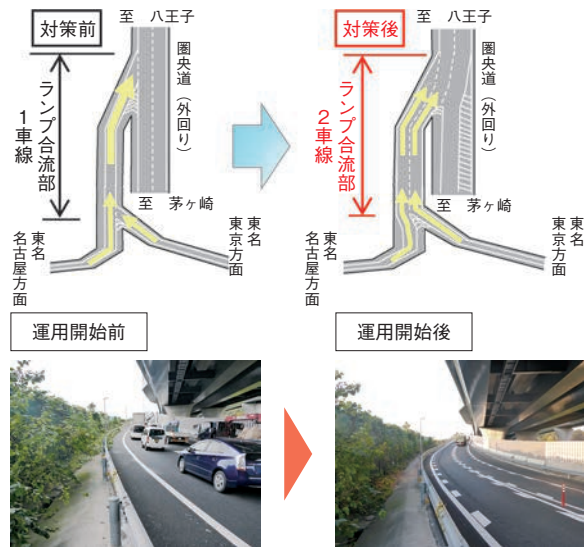 対策前
至　八王子
圏央道（外回り）
ランプ合流部
1車線
至　茅ヶ崎
東名
名古屋方面
東名
東京方面
対策後
至　八王子
圏央道（外回り）
ランプ合流部
2車線
至　茅ヶ崎
東名
名古屋方面
東名
東京方面
運用開始前
運用開始後